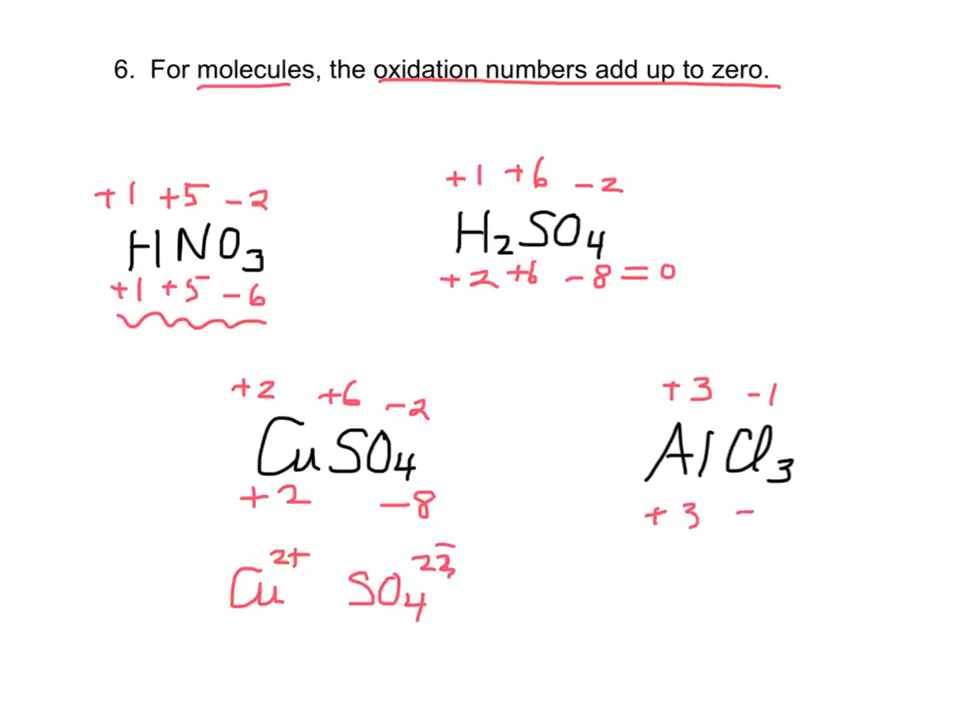 6. For molecules, the oxidation numbers add up to zero.
+1 +5 -2
HNO3
+1 +5 -6
+1 +6 -2
H2SO4
+2 +6 -8 = 0
+2 +6 -2
CuSO4
+2 -8
Cu2+ SO4
+3 -1
AlCl3
+3 -